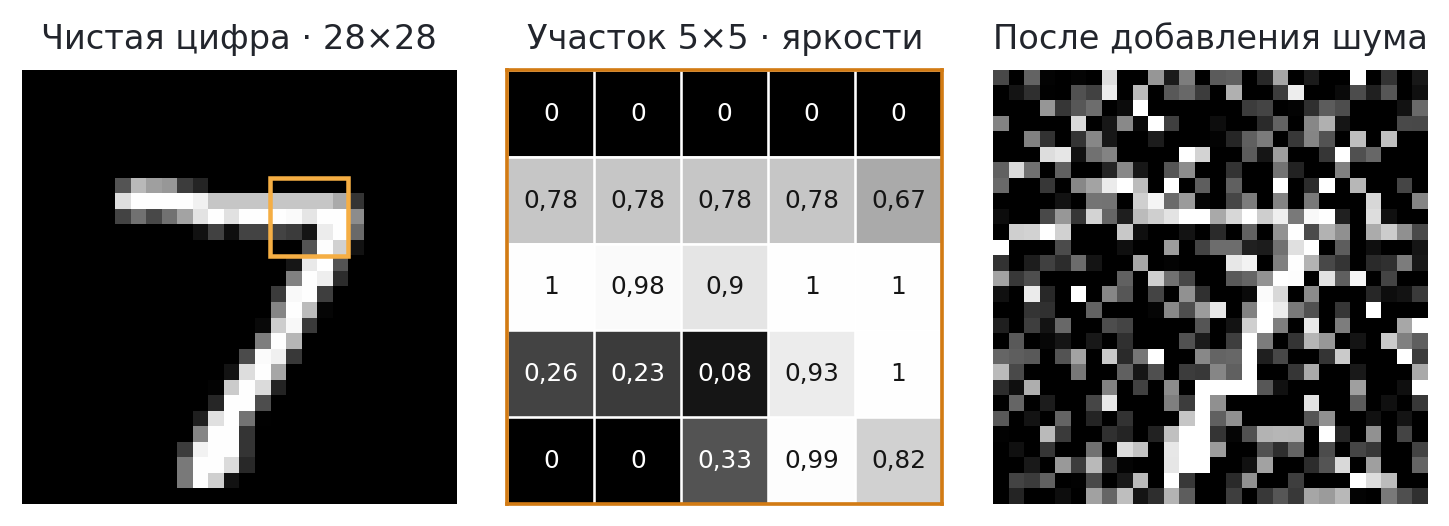 Чистая цифра · 28×28
Участок 5×5 · яркости
После добавления шума
0 0 0 0 0
0,78 0,78 0,78 0,78 0,67
1 0,98 0,9 1 1
0,26 0,23 0,08 0,93 1
0 0 0,33 0,99 0,82